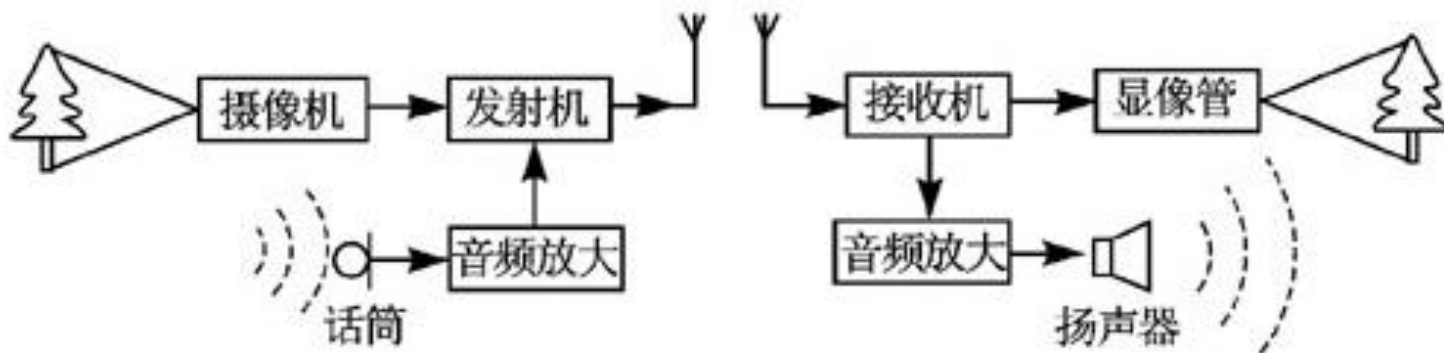 摄像机
发射机
接收机
显像管
音频放大
音频放大
话筒
扬声器